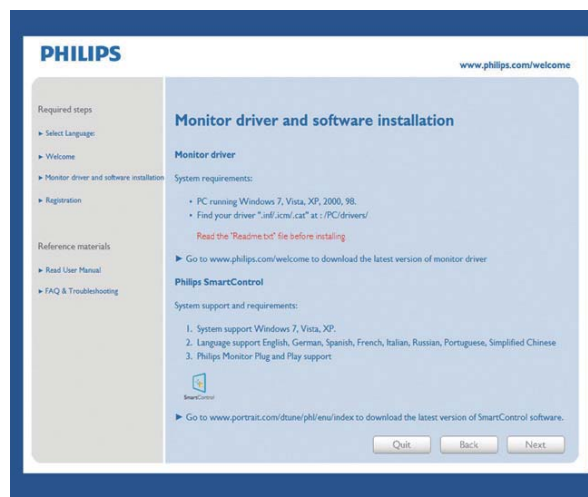 PHILIPS
www.philips.com/welcome
Required steps
► Select Language:
► Welcome
► Monitor driver and software installation
► Registration
Reference materials
► Read User Manual
► FAQ & Troubleshooting
Monitor driver and software installation
Monitor driver
System requirements:
• PC running Windows 7, Vista, XP, 2000, 98.
• Find your driver ".inf/.icm/.cat" at : /PC/drivers/
Read the "Readme.txt" file before installing
► Go to www.philips.com/welcome to download the latest version of monitor driver
Philips SmartControl
System support and requirements:
1. System support Windows 7, Vista, XP.
2. Language support English, German, Spanish, French, Italian, Russian, Portuguese, Simplified Chinese
3. Philips Monitor Plug and Play support
SmartControl
► Go to www.portrait.com/dtune/phl/enu/index to download the latest version of SmartControl software.
Quit Back Next